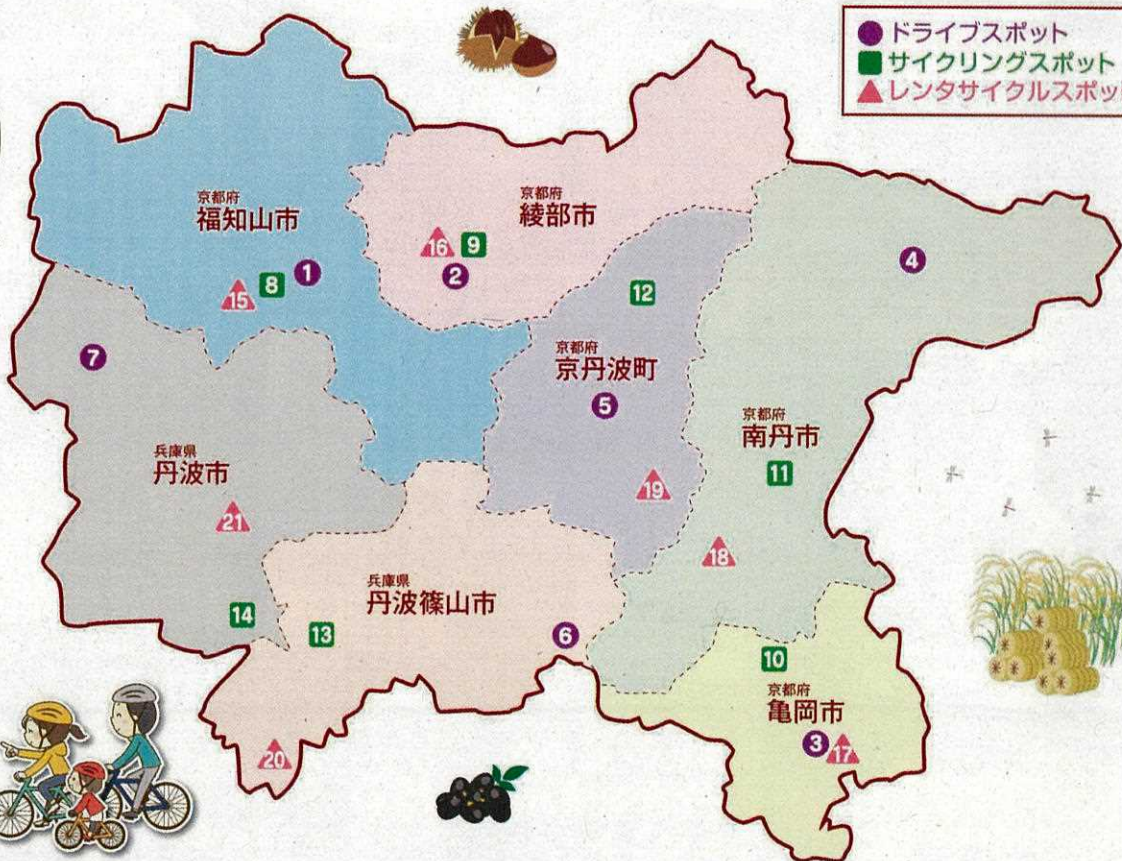 ドライブスポット
サイクリングスポット
レンタサイクルスポッ
京都府
福知山市
京都府
綾部市
16
9
2
4
15
8
1
12
7
京都府
京丹波町
5
京都府
南丹市
兵庫県
丹波市
11
19
21
18
兵庫県
丹波篠山市
14
13
6
10
京都府
亀岡市
3
17
20